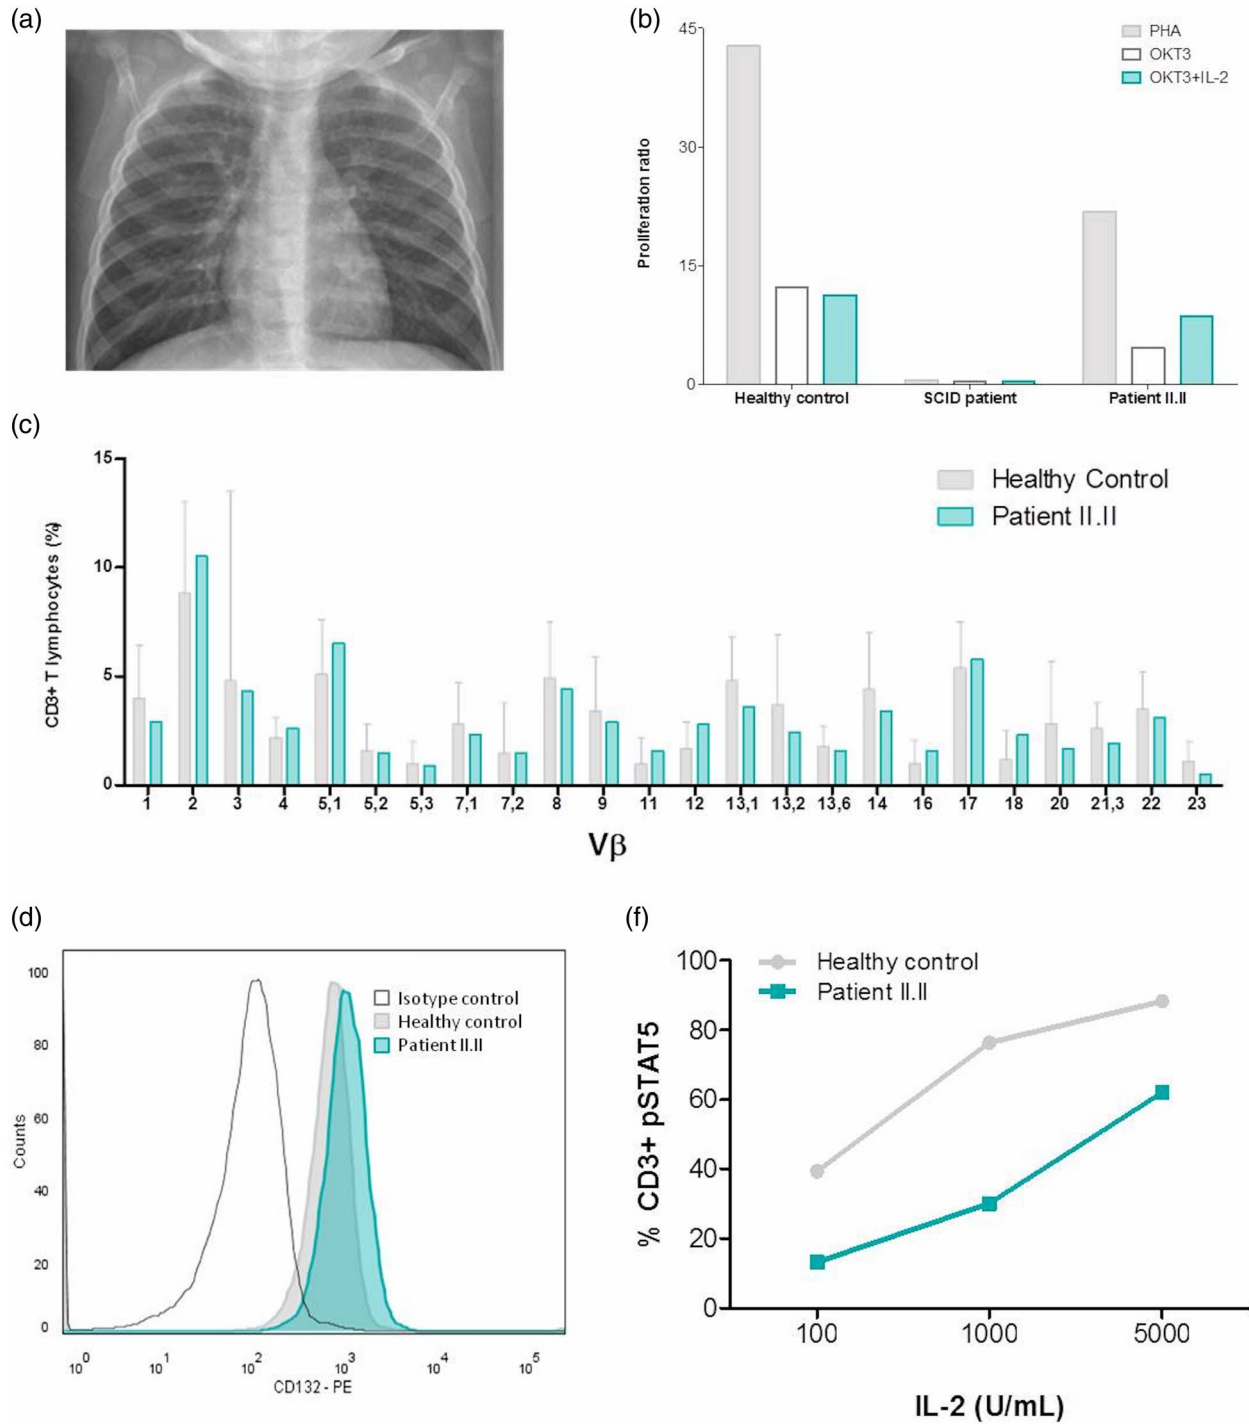 (a)
(b)
45
30
15
0
Proliferation ratio
PHA
OKT3
OKT3+IL-2
Healthy control
SCID patient
Patient II.II
(c)
15
10
5
0
CD3+ T lymphocytes (%)
Healthy Control
Patient II.II
1 2 3 4 5,1 5,2 5,3 7,1 7,2 8 9 11 12 13,1 13,2 13,6 14 16 17 18 20 21,3 22 23
Vβ
(d)
100
80
60
40
20
0
Counts
Isotype control
Healthy control
Patient II.II
10^0 10^1 10^2 10^3 10^4 10^5
CD132 - PE
(f)
100
80
60
40
20
0
% CD3+ pSTAT5
Healthy control
Patient II.II
100 1000 5000
IL-2 (U/mL)